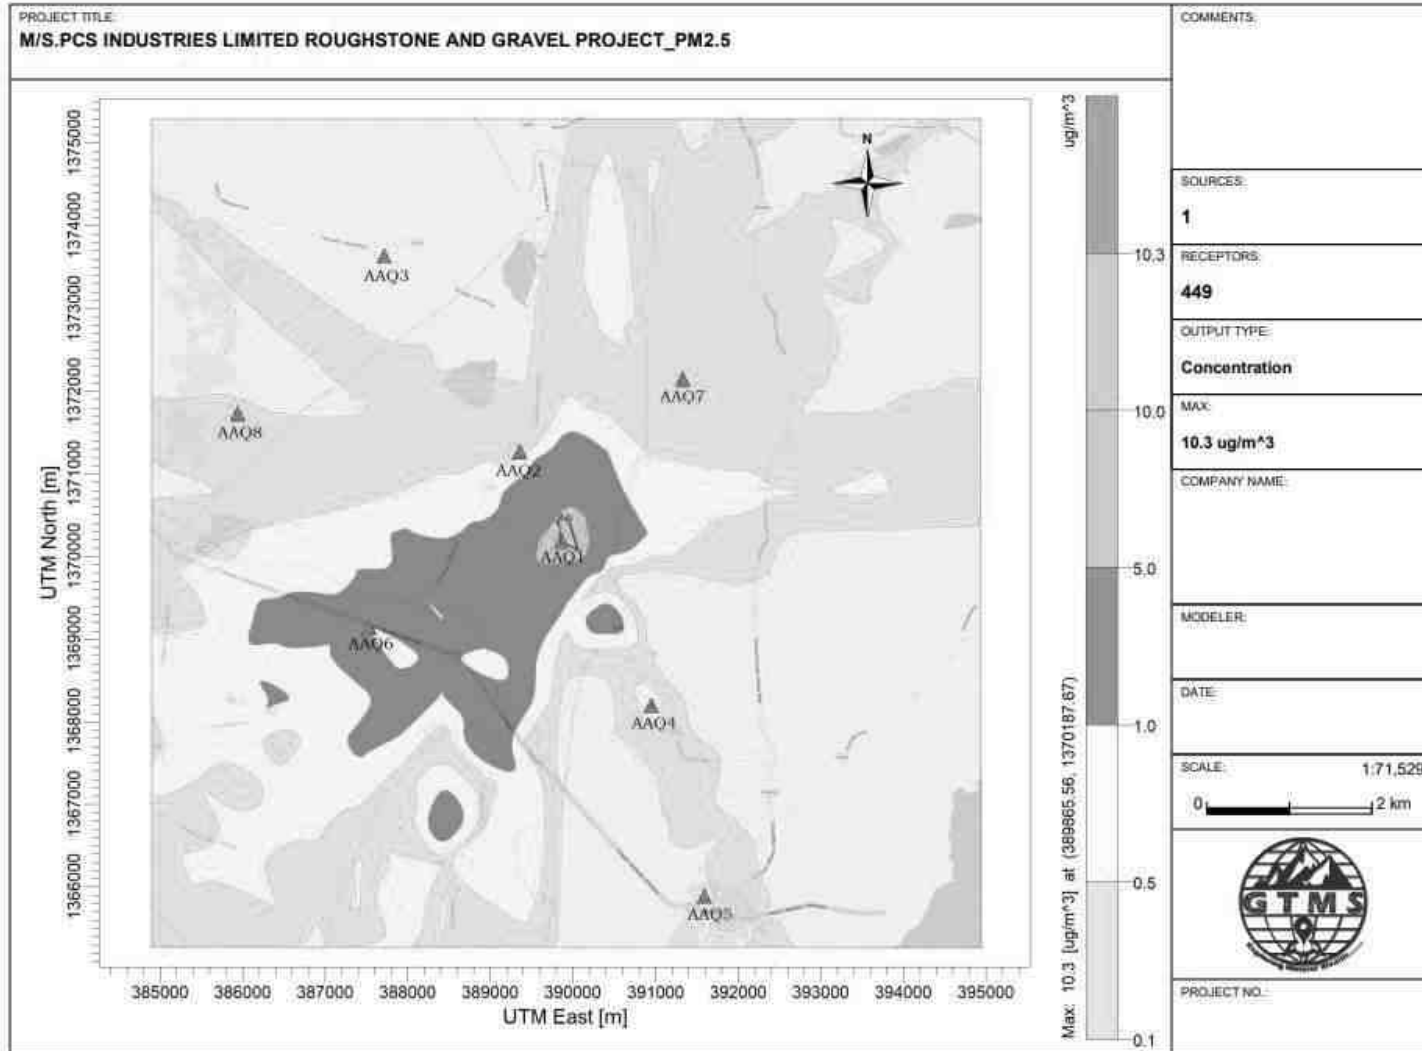 PROJECT TITLE:
M/S.PCS INDUSTRIES LIMITED ROUGHSTONE AND GRAVEL PROJECT_PM2.5
COMMENTS:
SOURCES:
1
RECEPTORS:
449
OUTPUT TYPE:
Concentration
MAX:
10.3 ug/m^3
COMPANY NAME:
MODELER:
DATE:
SCALE: 1:71,529
0 2 km
GTMS
PROJECT NO.:
ug/m^3
10.3
10.0
5.0
1.0
0.5
0.1
Max: 10.3 [ug/m^3] at (389865.56, 1370187.67)
N
AAQ3
AAQ7
AAQ8
AAQ2
AAQ1
AAQ6
AAQ4
AAQ5
UTM North [m]
1375000
1374000
1373000
1372000
1371000
1370000
1369000
1368000
1367000
1366000
385000 386000 387000 388000 389000 390000 391000 392000 393000 394000 395000
UTM East [m]